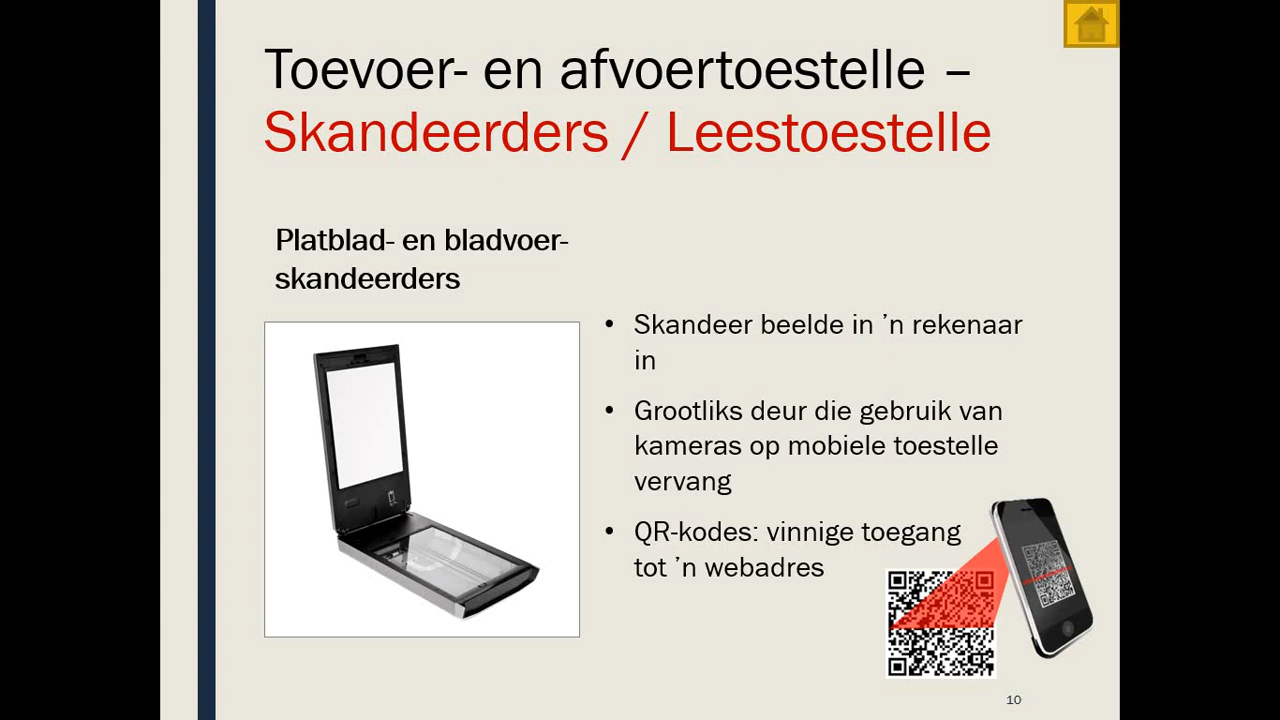 Toevoer- en afvoertoestelle –
Skandeerders / Leestoestelle
Platblad- en bladvoer-
skandeerders
• Skandeer beelde in ’n rekenaar
in
• Grootliks deur die gebruik van
kameras op mobiele toestelle
vervang
• QR-kodes: vinnige toegang
tot ’n webadres
10